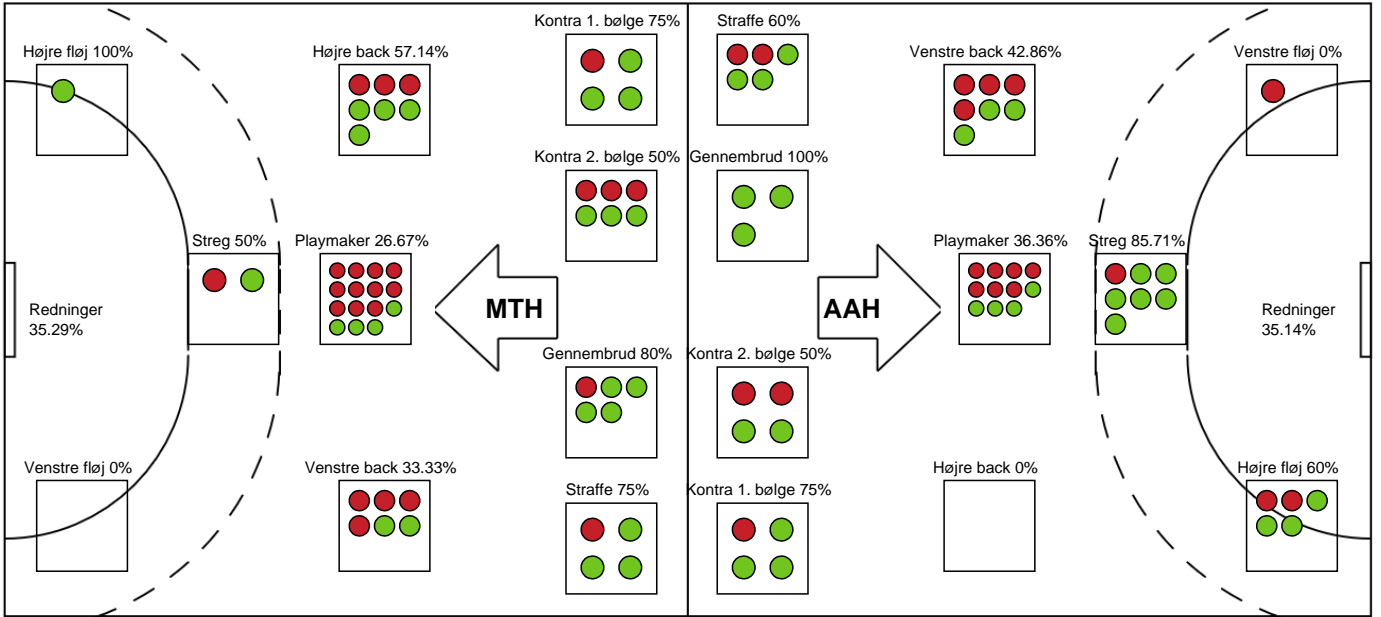 Kontra 1. bølge 75%
Straffe 60%
Højre fløj 100%
Højre back 57.14%
Venstre back 42.86%
Venstre fløj 0%
Kontra 2. bølge 50%
Gennembrud 100%
Streg 50%
Playmaker 26.67%
Playmaker 36.36%
Streg 85.71%
Redninger
35.29%
MTH
AAH
Redninger
35.14%
Gennembrud 80%
Kontra 2. bølge 50%
Venstre fløj 0%
Venstre back 33.33%
Straffe 75%
Kontra 1. bølge 75%
Højre back 0%
Højre fløj 60%